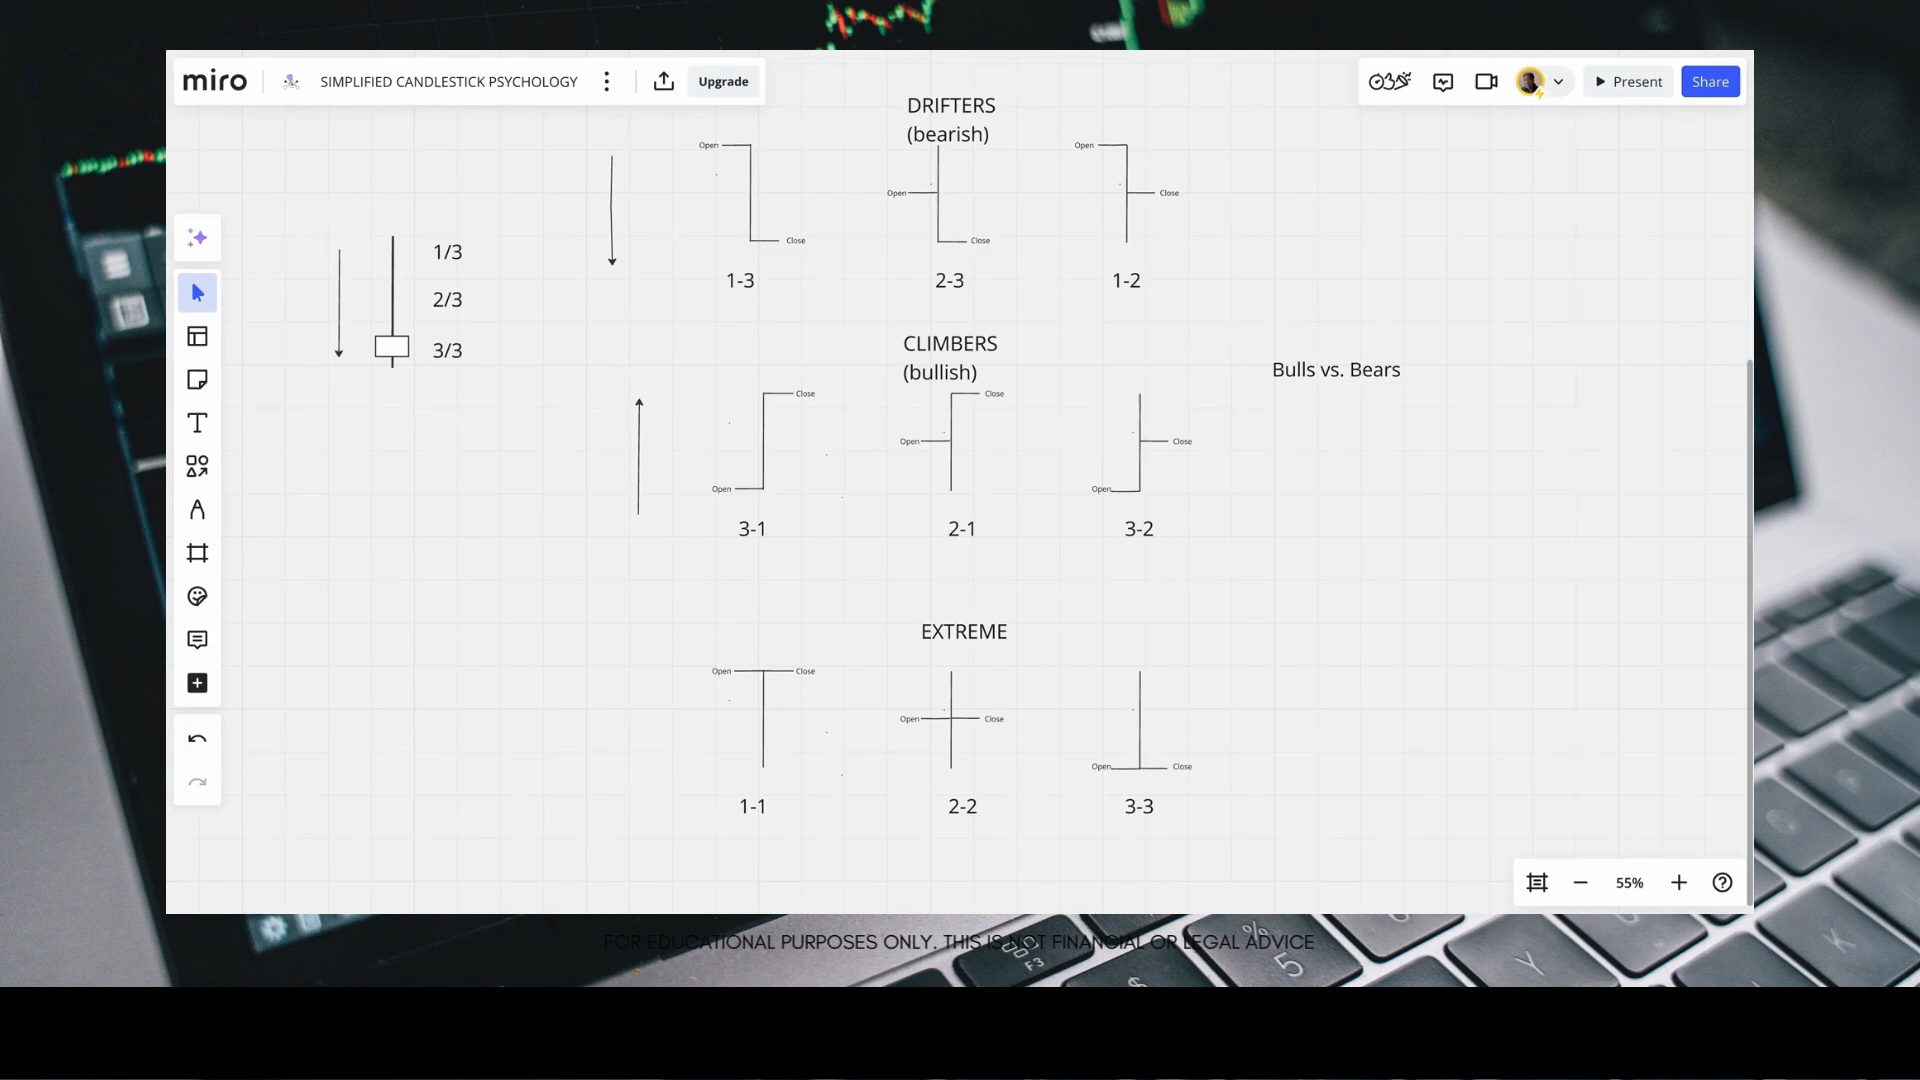 miro
SIMPLIFIED CANDLESTICK PSYCHOLOGY
Upgrade
Present
Share
DRIFTERS
(bearish)
Open
Close
1-3
Open
Close
2-3
Open
Close
1-2
1/3
2/3
3/3
CLIMBERS
(bullish)
Bulls vs. Bears
Close
Open
3-1
Close
Open
2-1
Close
Open
3-2
EXTREME
Open
Close
1-1
Open
Close
2-2
Open
Close
3-3
55%
FOR EDUCATIONAL PURPOSES ONLY. THIS IS NOT FINANCIAL OR LEGAL ADVICE
F3
%
5
$
Y
K